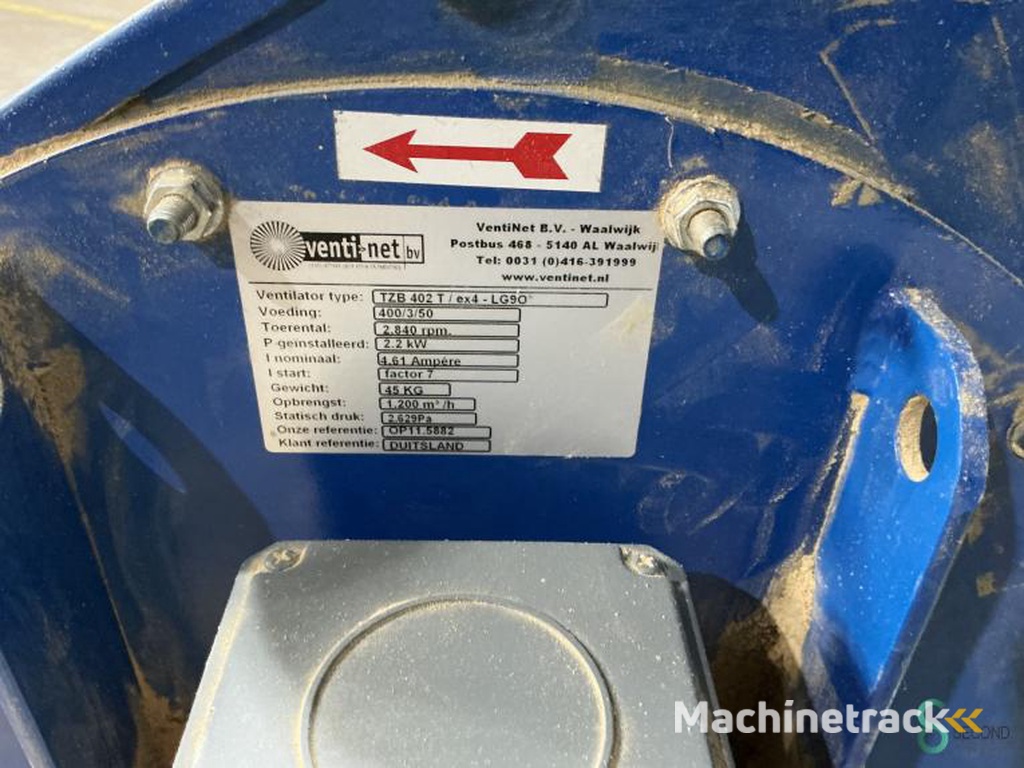 venti-net bv
VentiNet B.V. - Waalwijk
Postbus 468 - 5140 AL Waalwij
Tel: 0031 (0)416-391999
www.ventinet.nl
Ventilator type: TZB 402 T / ex4 - LG90°
Voeding: 400/3/50
Toerental: 2.840 rpm.
P-geinstalleerd: 2.2 kW
I nominaal: 4.61 Ampére
I start: factor 7
Gewicht: 45 KG
Opbrengst: 1.200 m³/h
Statisch druk: 2.629Pa
Onze referentie: OP11.5882
Klant referentie: DUITSLAND
Machinetrack
SECOND